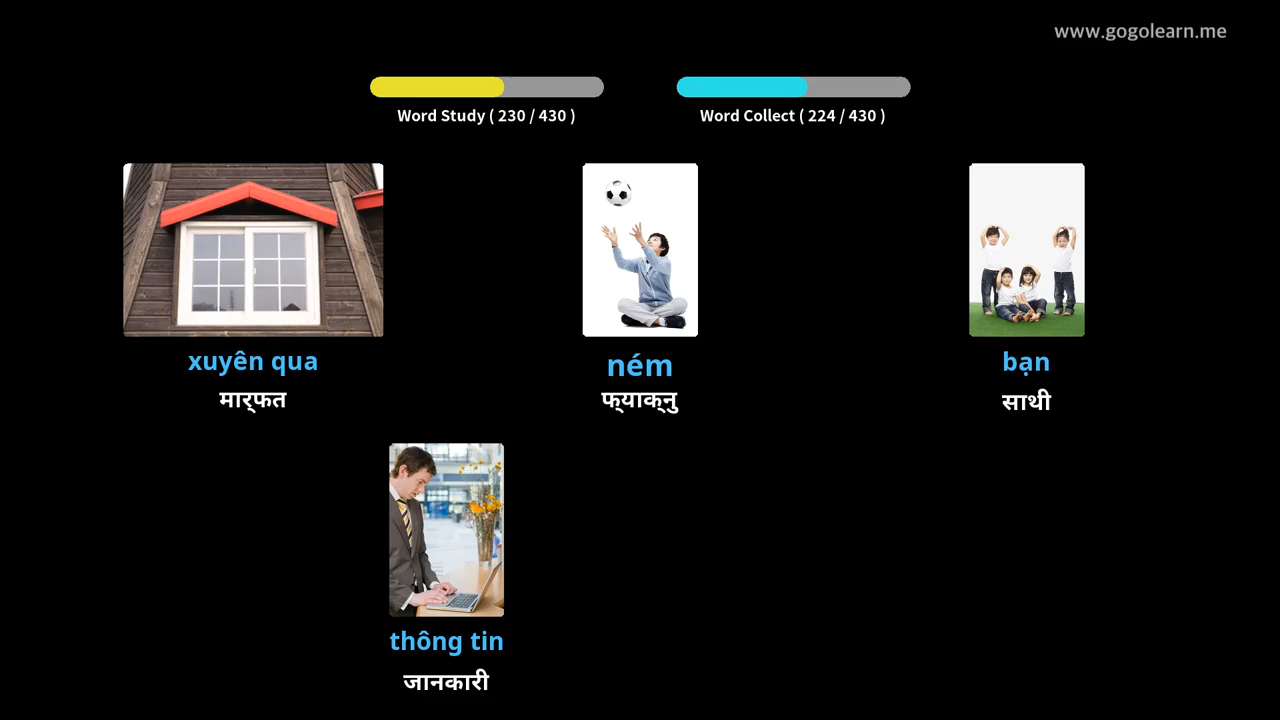 www.gogolearn.me
Word Study ( 230 / 430 )
Word Collect ( 224 / 430 )
xuyên qua
मार्फत
ném
फ्याक्नु
bạn
साथी
thông tin
जानकारी